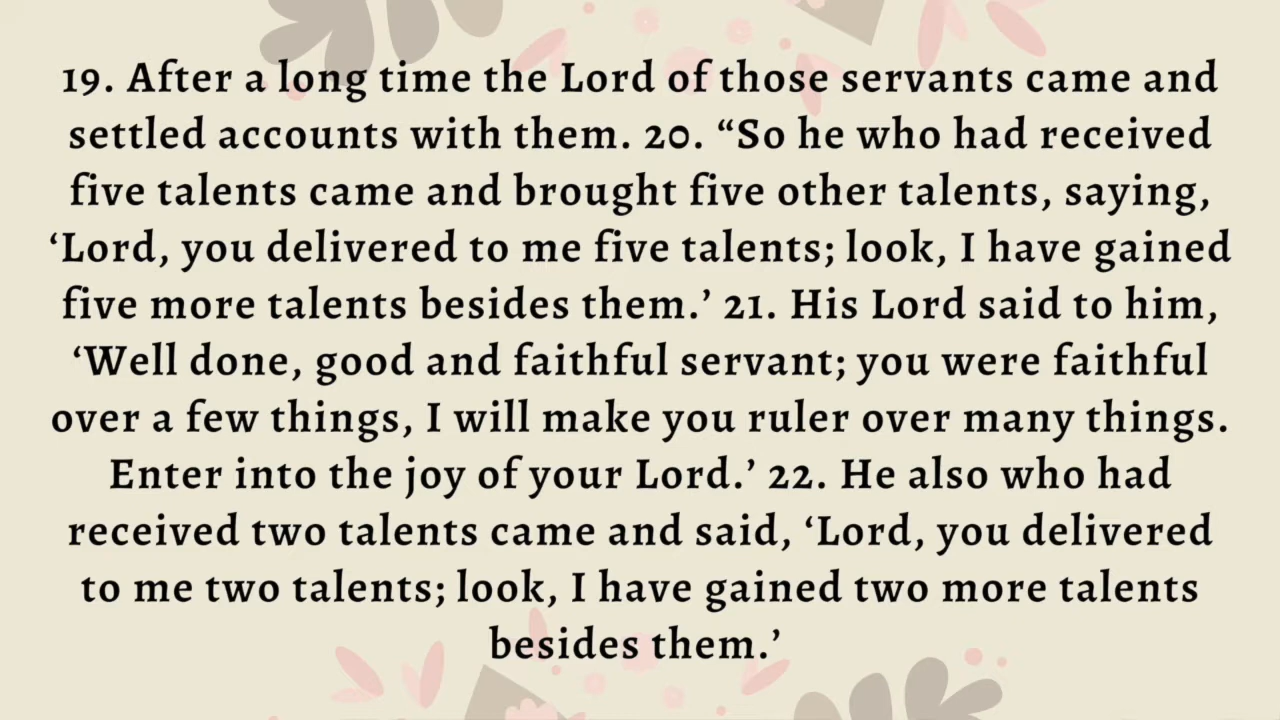 19. After a long time the Lord of those servants came and
settled accounts with them. 20. “So he who had received
five talents came and brought five other talents, saying,
‘Lord, you delivered to me five talents; look, I have gained
five more talents besides them.’ 21. His Lord said to him,
‘Well done, good and faithful servant; you were faithful
over a few things, I will make you ruler over many things.
Enter into the joy of your Lord.’ 22. He also who had
received two talents came and said, ‘Lord, you delivered
to me two talents; look, I have gained two more talents
besides them.’